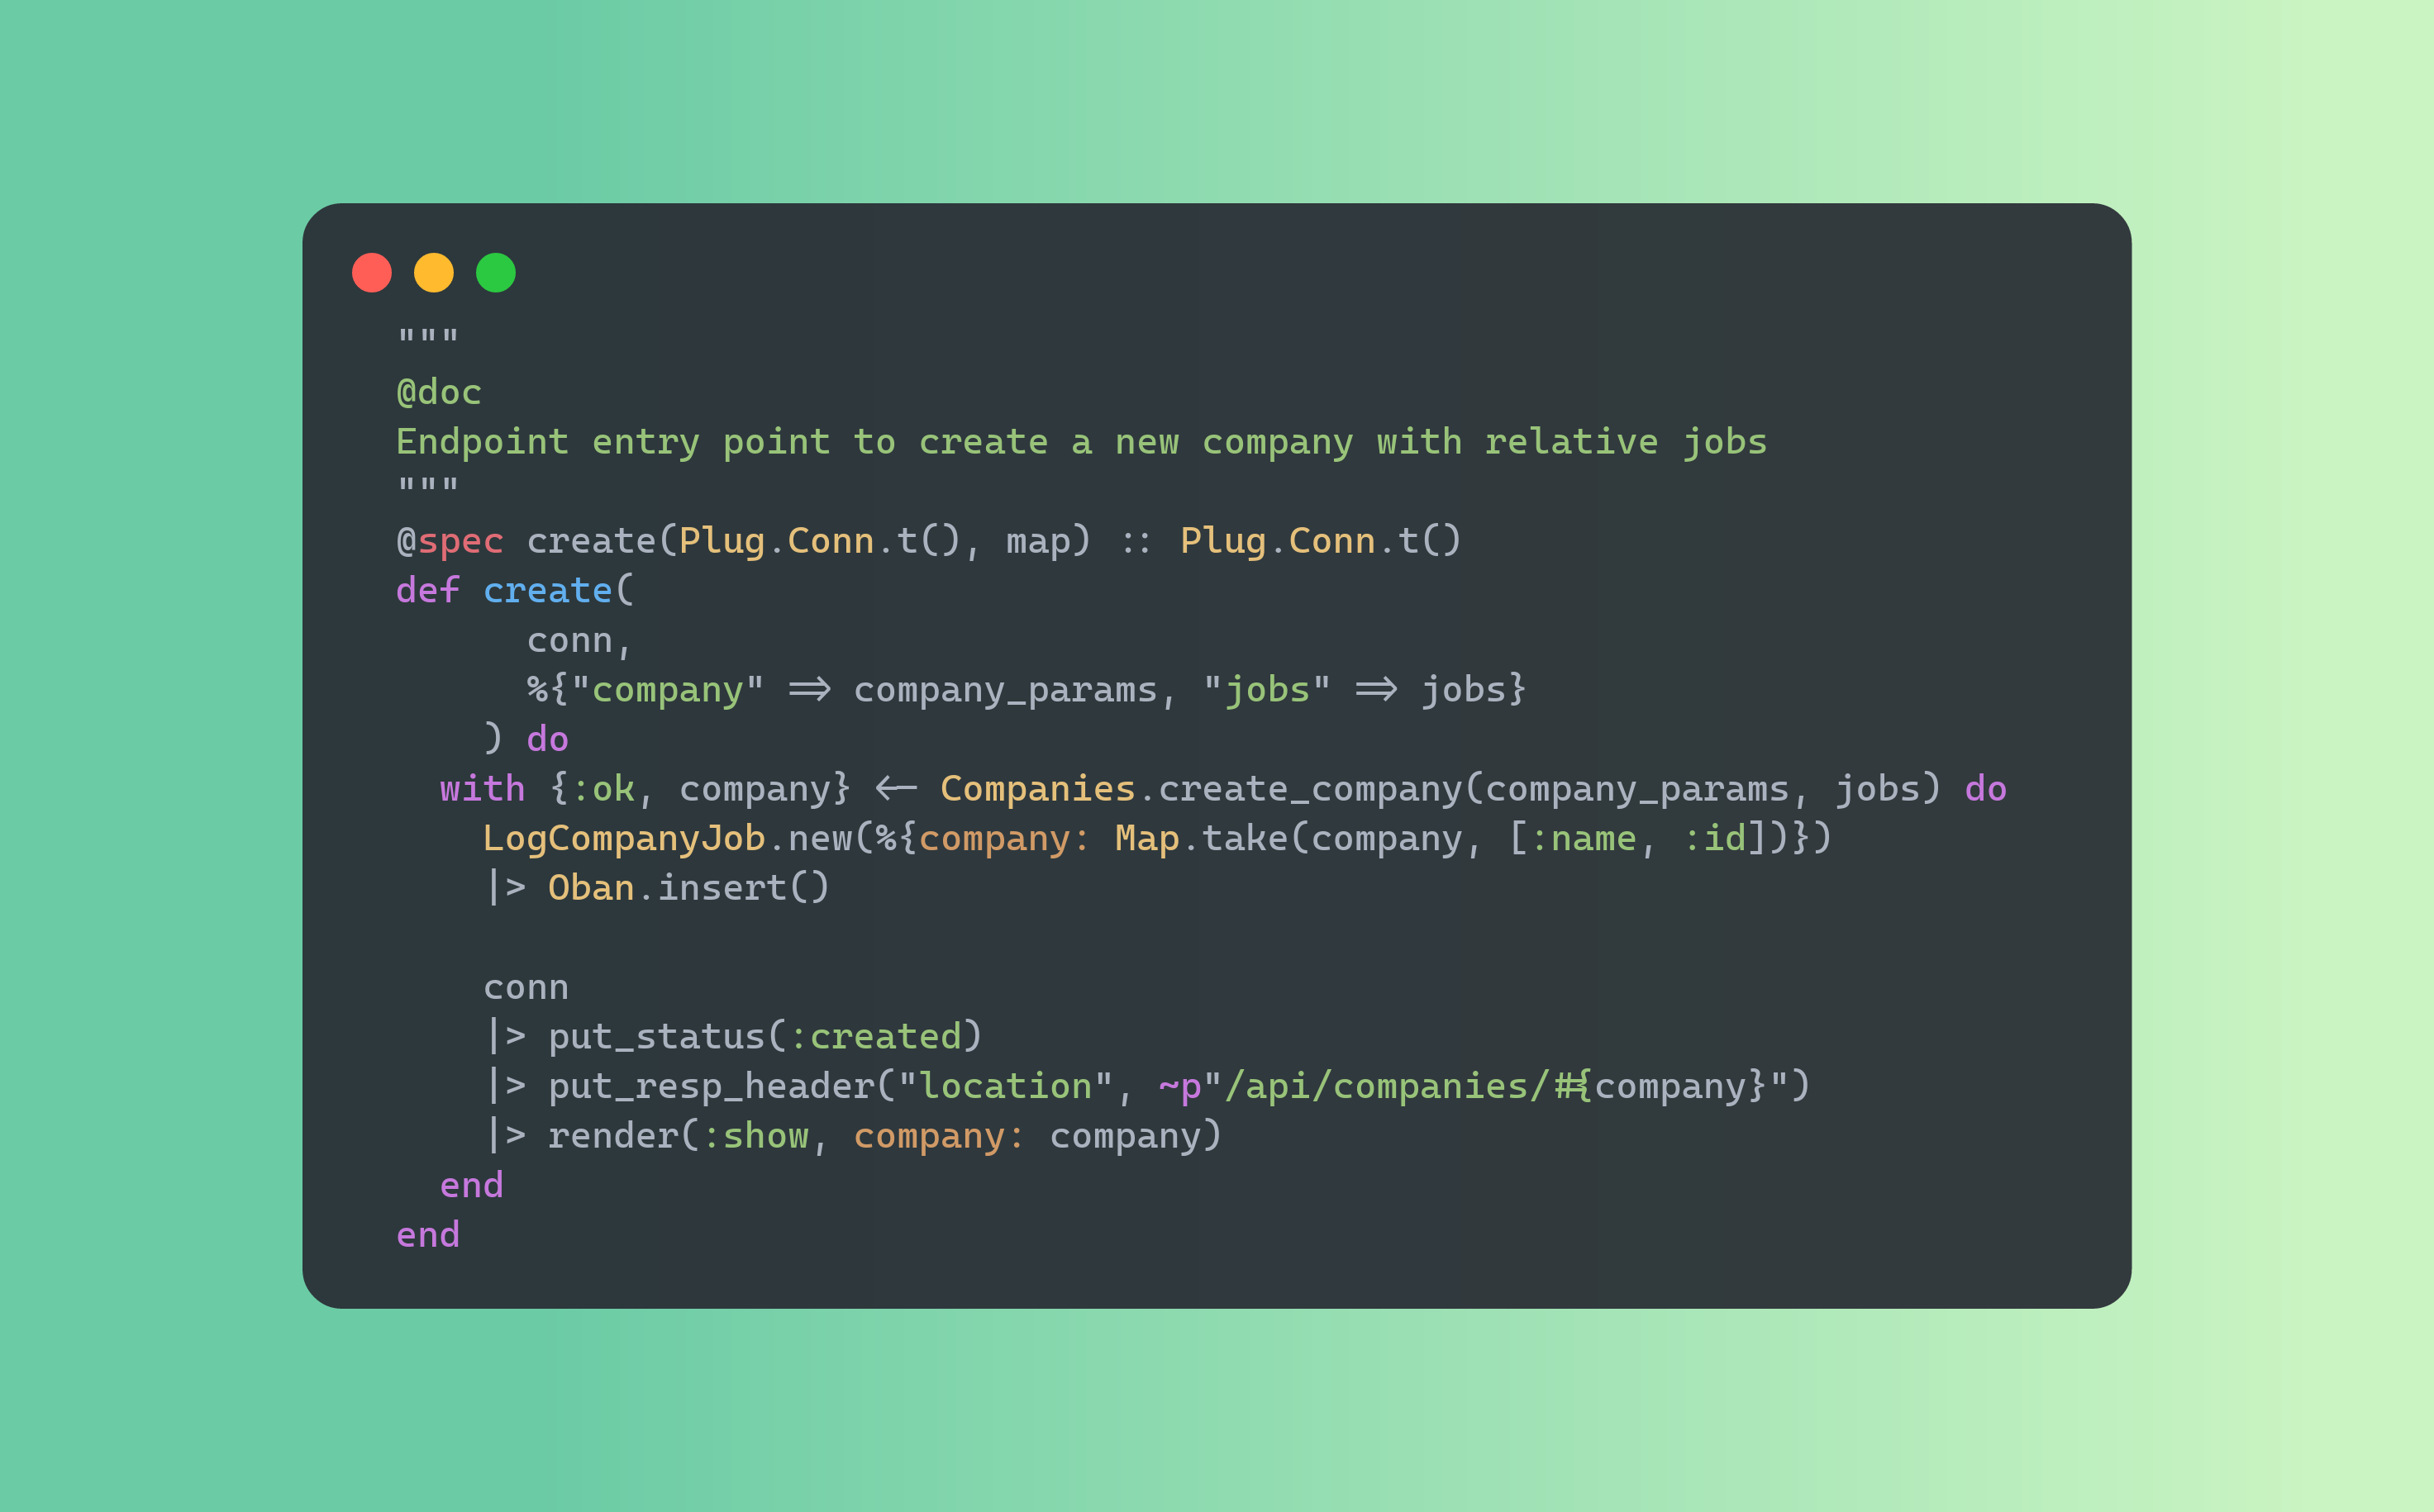 """
@doc
Endpoint entry point to create a new company with relative jobs
"""
@spec create(Plug.Conn.t(), map) :: Plug.Conn.t()
def create(
      conn,
      %{"company" => company_params, "jobs" => jobs}
    ) do
  with {:ok, company} <- Companies.create_company(company_params, jobs) do
    LogCompanyJob.new(%{company: Map.take(company, [:name, :id])})
    |> Oban.insert()

    conn
    |> put_status(:created)
    |> put_resp_header("location", ~p"/api/companies/#{company}")
    |> render(:show, company: company)
  end
end